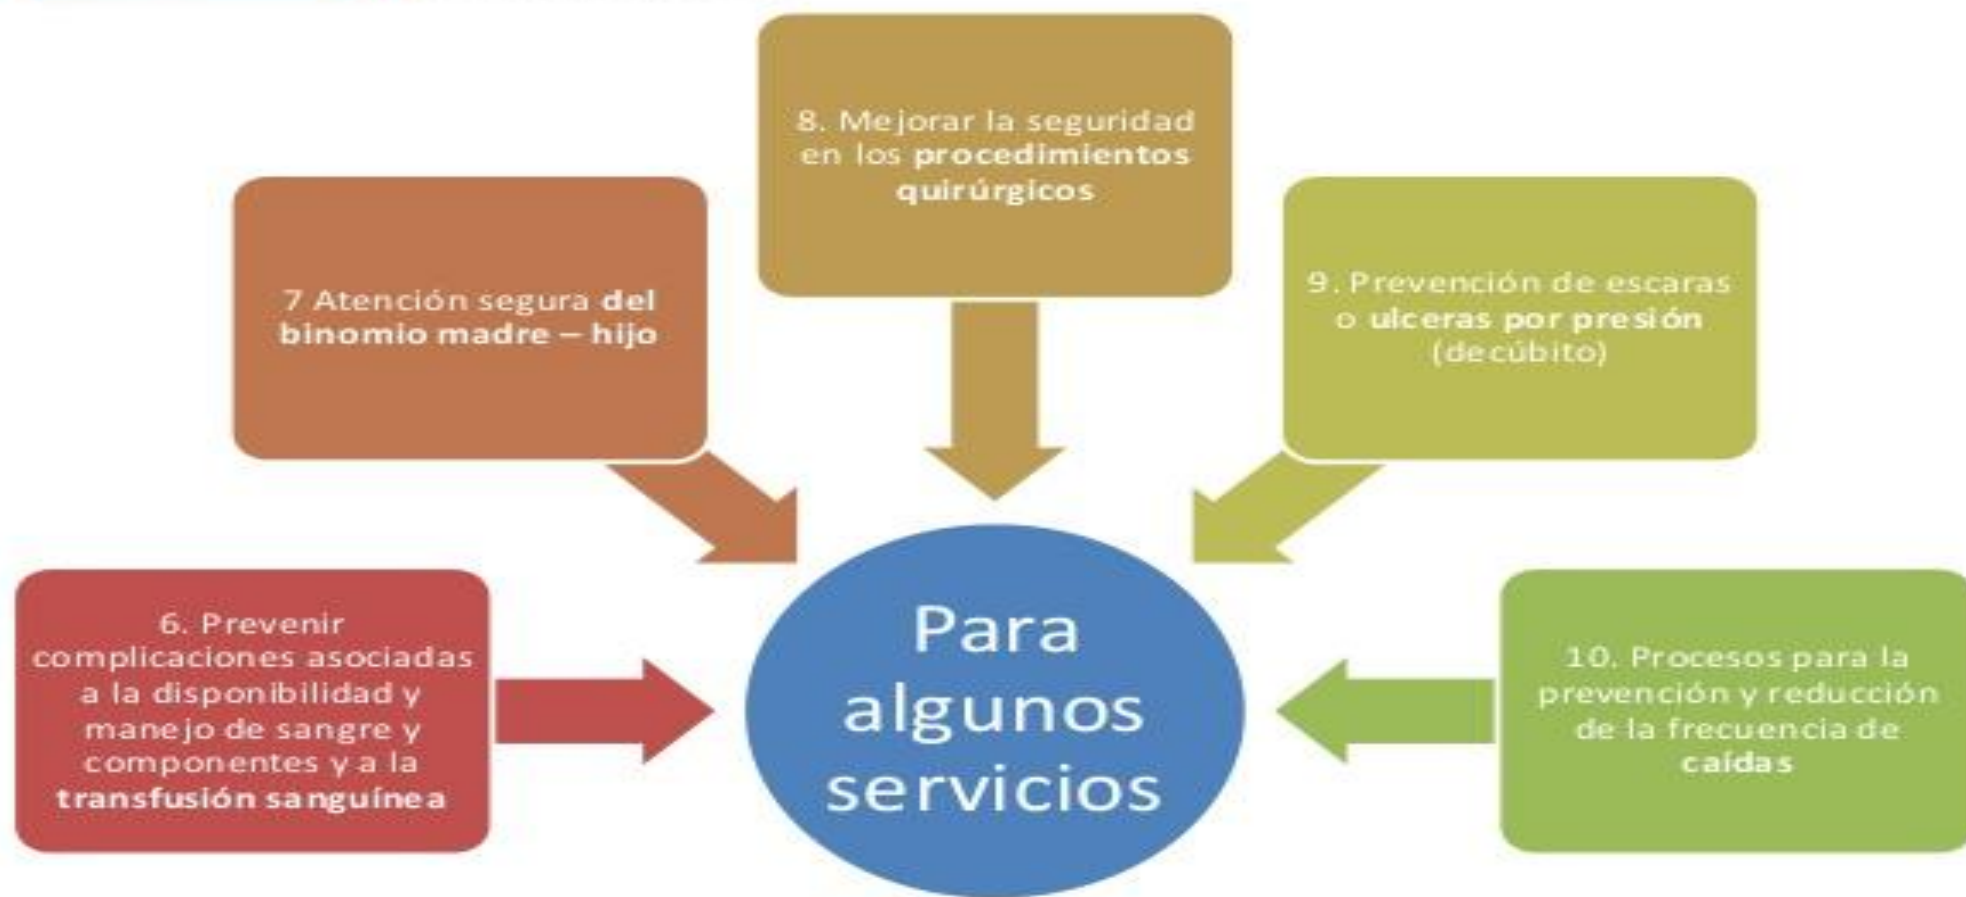 8. Mejorar la seguridad
en los procedimientos
quirúrgicos
7 Atención segura del
binomio madre – hijo
9. Prevención de escaras
o ulceras por presión
(decúbito)
6. Prevenir
complicaciones asociadas
a la disponibilidad y
manejo de sangre y
componentes y a la
transfusión sanguínea
Para
algunos
servicios
10. Procesos para la
prevención y reducción
de la frecuencia de
caídas